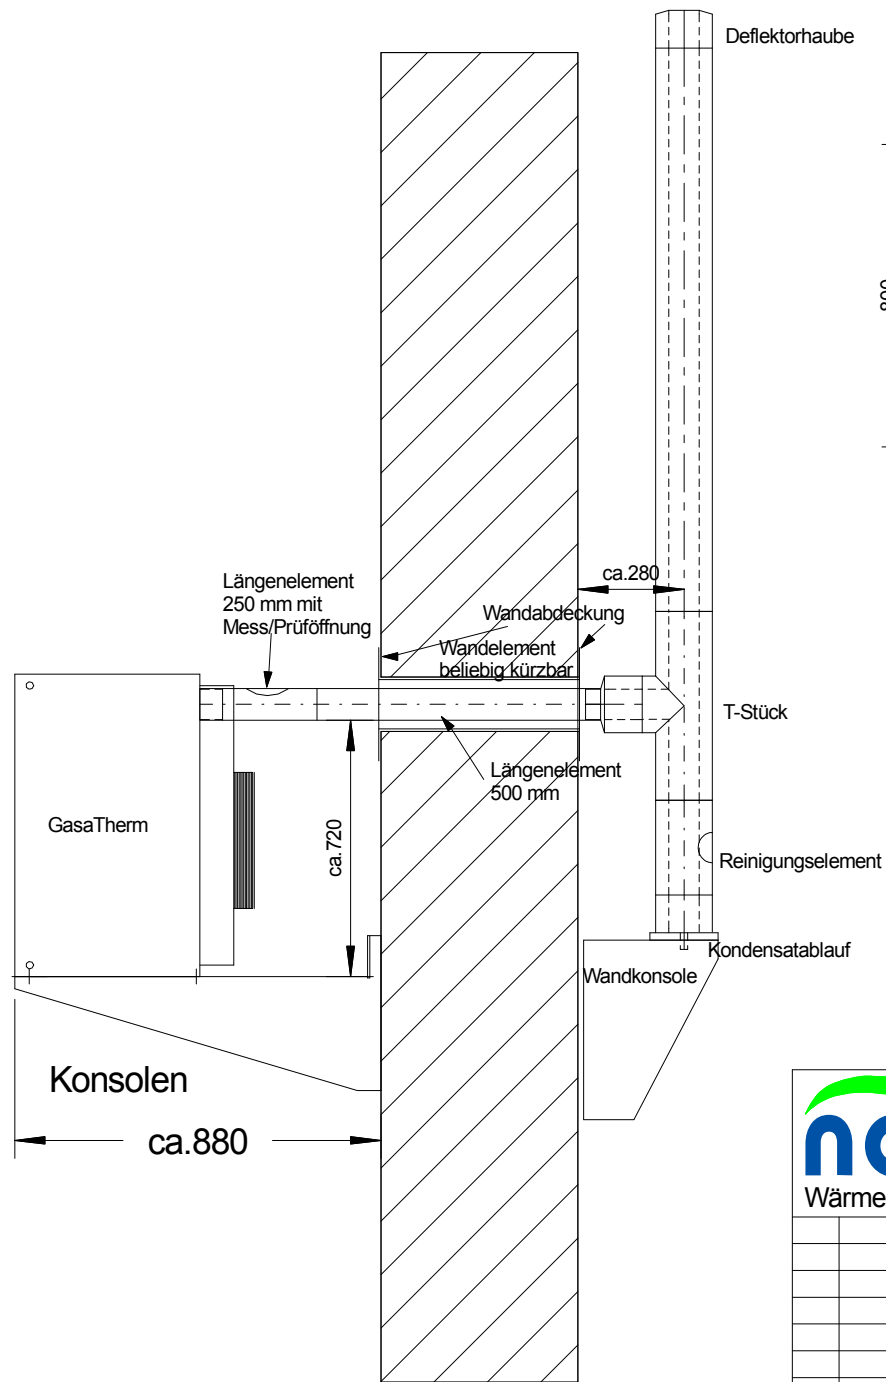 Deflektorhaube
ca.280
Längenelement
250 mm mit
Mess/Prüföffnung
Wandabdeckung
Wandelement
beliebig kürzbar
T-Stück
Längenelement
500 mm
GasaTherm
ca.720
Reinigungselement
Kondensatablauf
Wandkonsole
Konsolen
ca.880
Wärme